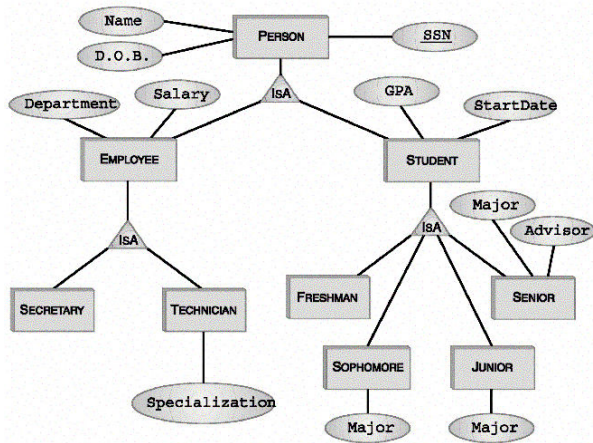 Name
PERSON
SSN
D.O.B.
IsA
Department
Salary
GPA
StartDate
EMPLOYEE
STUDENT
Major
IsA
IsA
Advisor
SECRETARY
TECHNICIAN
FRESHMAN
SENIOR
SOPHOMORE
JUNIOR
Specialization
Major
Major